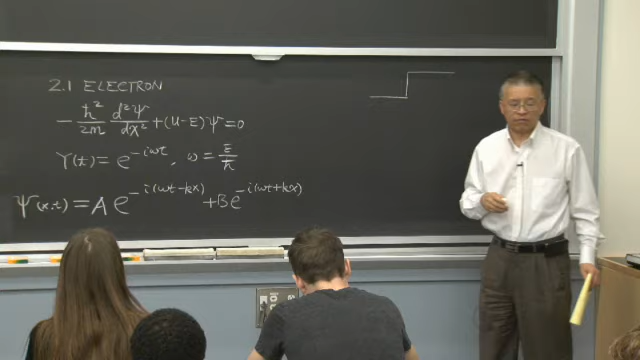 2.1 ELECTRON
- ħ²/2m d²Ψ/dx² + (U-E)Ψ = 0
Y(t) = e^{-iωt}, ω = E/ħ
Ψ(x,t) = A e^{-i(ωt-kx)} + B e^{-i(ωt+kx)}